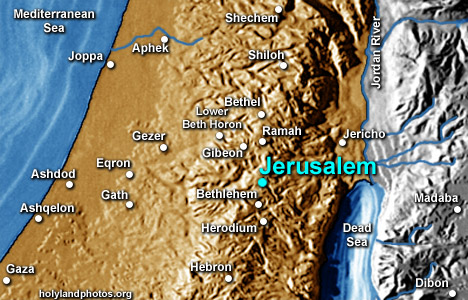 Mediterranean
Sea
Shechem
Jordan River
Aphek
Joppa
Shiloh
Bethel
Lower
Beth Horon
Ramah
Jericho
Gezer
Gibeon
Jerusalem
Eqron
Ashdod
Gath
Bethlehem
Madaba
Ashqelon
Herodium
Dead
Sea
Hebron
Gaza
Dibon
holylandphotos.org